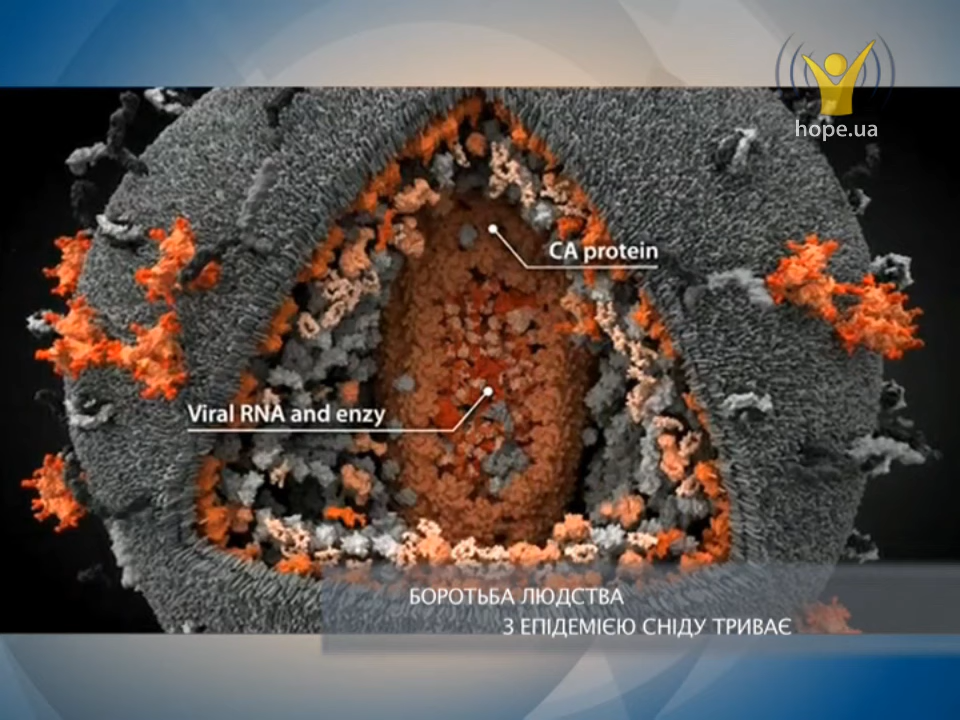 hope.ua
CA protein
Viral RNA and enzy
БОРОТЬБА ЛЮДСТВА
З ЕПІДЕМІЄЮ СНІДУ ТРИВАЄ